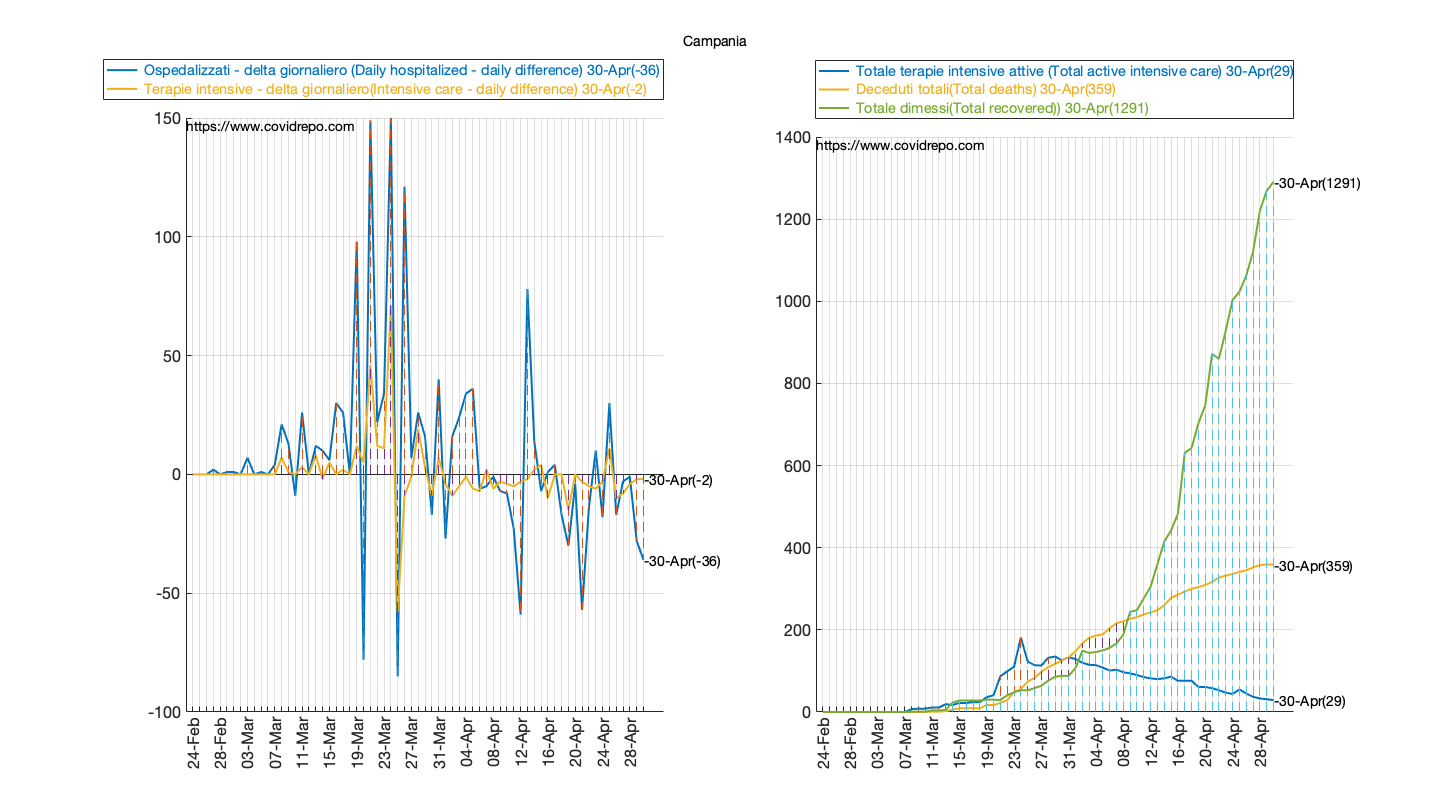 Campania
Ospedalizzati - delta giornaliero (Daily hospitalized - daily difference) 30-Apr(-36)
Terapie intensive - delta giornaliero(Intensive care - daily difference) 30-Apr(-2)
https://www.covidrepo.com
150
100
50
0
-50
-100
-30-Apr(-2)
-30-Apr(-36)
24-Feb
28-Feb
03-Mar
07-Mar
11-Mar
15-Mar
19-Mar
23-Mar
27-Mar
31-Mar
04-Apr
08-Apr
12-Apr
16-Apr
20-Apr
24-Apr
28-Apr
Totale terapie intensive attive (Total active intensive care) 30-Apr(29)
Deceduti totali(Total deaths) 30-Apr(359)
Totale dimessi(Total recovered)) 30-Apr(1291)
https://www.covidrepo.com
1400
1200
1000
800
600
400
200
0
-30-Apr(1291)
-30-Apr(359)
-30-Apr(29)
24-Feb
28-Feb
03-Mar
07-Mar
11-Mar
15-Mar
19-Mar
23-Mar
27-Mar
31-Mar
04-Apr
08-Apr
12-Apr
16-Apr
20-Apr
24-Apr
28-Apr